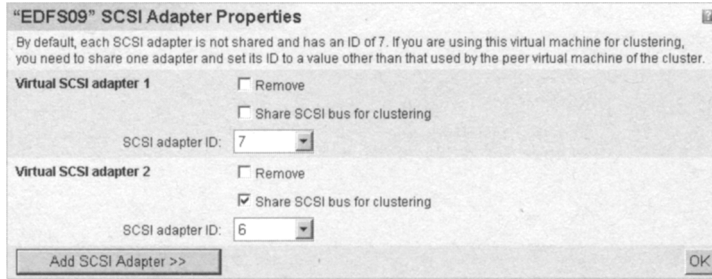 "EDFS09" SCSI Adapter Properties
By default, each SCSI adapter is not shared and has an ID of 7. If you are using this virtual machine for clustering,
you need to share one adapter and set its ID to a value other than that used by the peer virtual machine of the cluster.
Virtual SCSI adapter 1
Remove
Share SCSI bus for clustering
SCSI adapter ID: 7
Virtual SCSI adapter 2
Remove
Share SCSI bus for clustering
SCSI adapter ID: 6
Add SCSI Adapter >>
OK